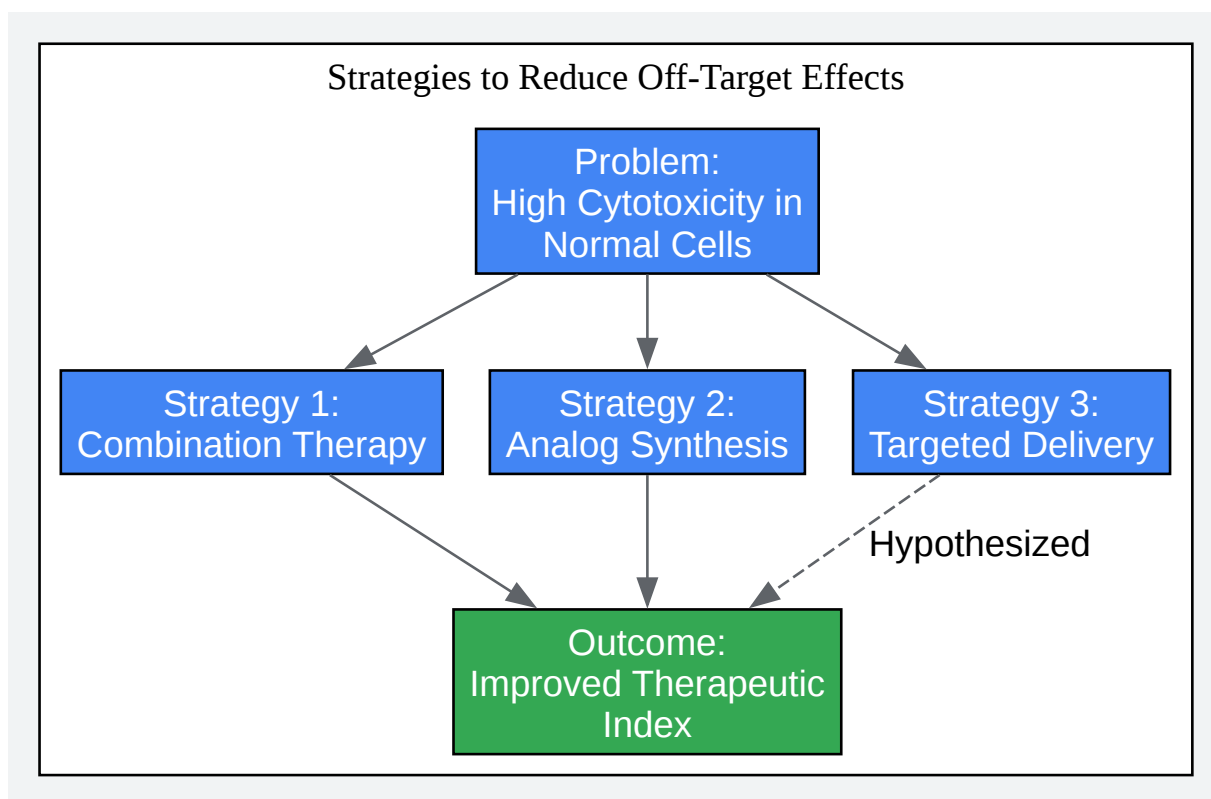 Strategies to Reduce Off-Target Effects
Problem:
High Cytotoxicity in
Normal Cells
Strategy 1:
Combination Therapy
Strategy 2:
Analog Synthesis
Strategy 3:
Targeted Delivery
Hypothesized
Outcome:
Improved Therapeutic
Index